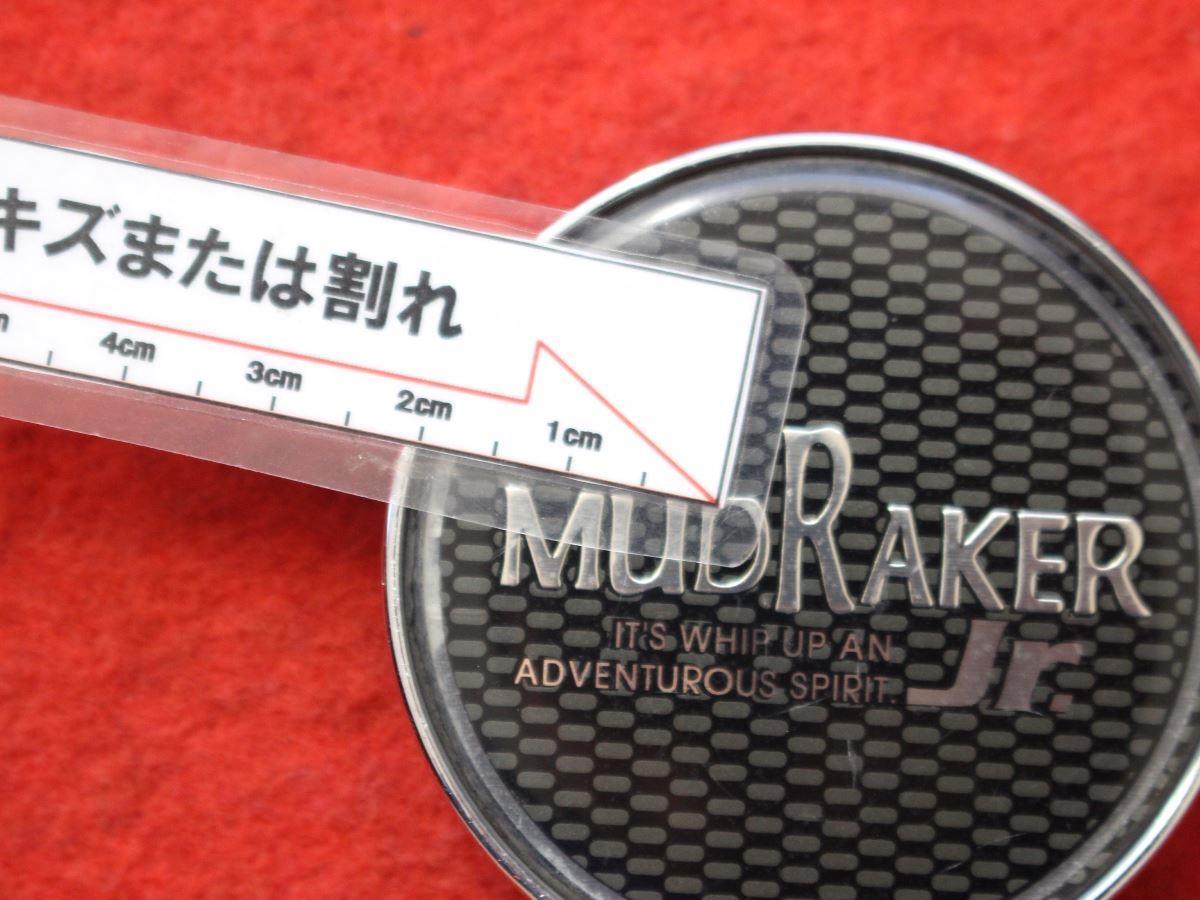 キズまたは割れ
4cm
3cm
2cm
1cm
MUDRAKER
Jr.
IT'S WHIP UP AN
ADVENTUROUS SPIRIT.